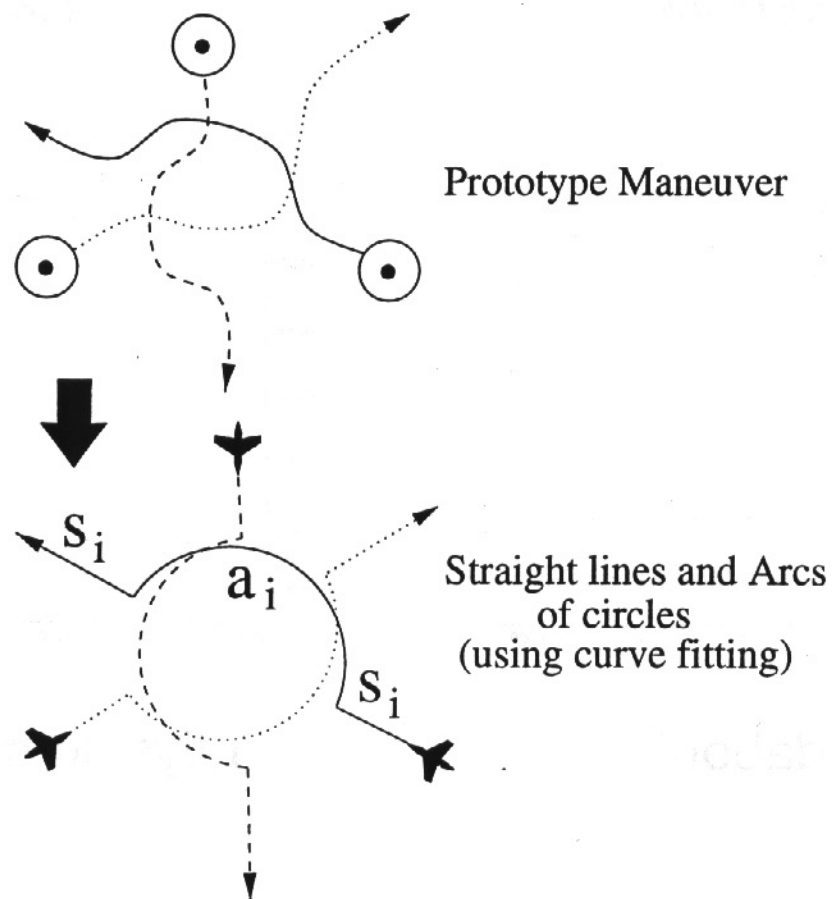 Prototype Maneuver
s_i
a_i
Straight lines and Arcs
of circles
(using curve fitting)
s_i